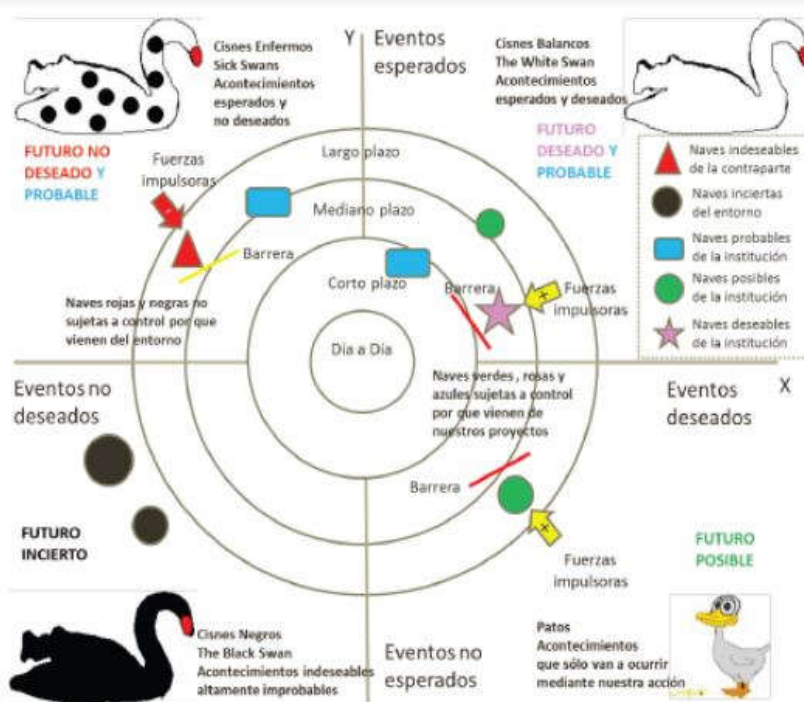 Cisnes Enfermos
Sick Swans
Acontecimientos
esperados y
no deseados
Y
Eventos
esperados
Cisnes Balancos
The White Swan
Acontecimientos
esperados y deseados
FUTURO NO
DESEADO Y
PROBABLE
Fuerzas
impulsoras
Largo plazo
FUTURO
DESEADO Y
PROBABLE
Naves indeseables
de la contraparte
Naves inciertas
del entorno
Naves probables
de la institución
Naves posibles
de la institución
Naves deseables
de la institución
Mediano plazo
Barrera
Corto plazo
Barrera
Fuerzas
impulsoras
Naves rojas y negras no
sujetas a control por que
vienen del entorno
Dia a Dia
Naves verdes , rosas y
azules sujetas a control
por que vienen de
nuestros proyectos
Eventos no
deseados
Eventos
deseados
X
Barrera
FUTURO
INCIERTO
Fuerzas
impulsoras
FUTURO
POSIBLE
Cisnes Negros
The Black Swan
Acontecimientos indeseables
altamente improbables
Eventos no
esperados
Patos
Acontecimientos
que sólo van a ocurrir
mediante nuestra acción